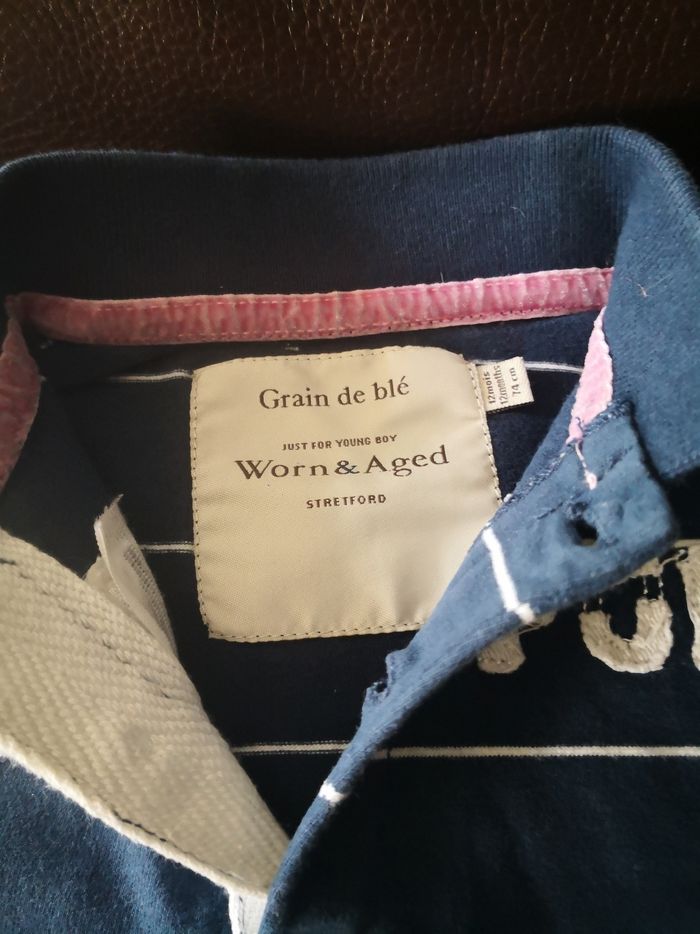 Grain de blé
JUST FOR YOUNG BOY
Worn&Aged
STRETFORD
12mois
12months
74 cm